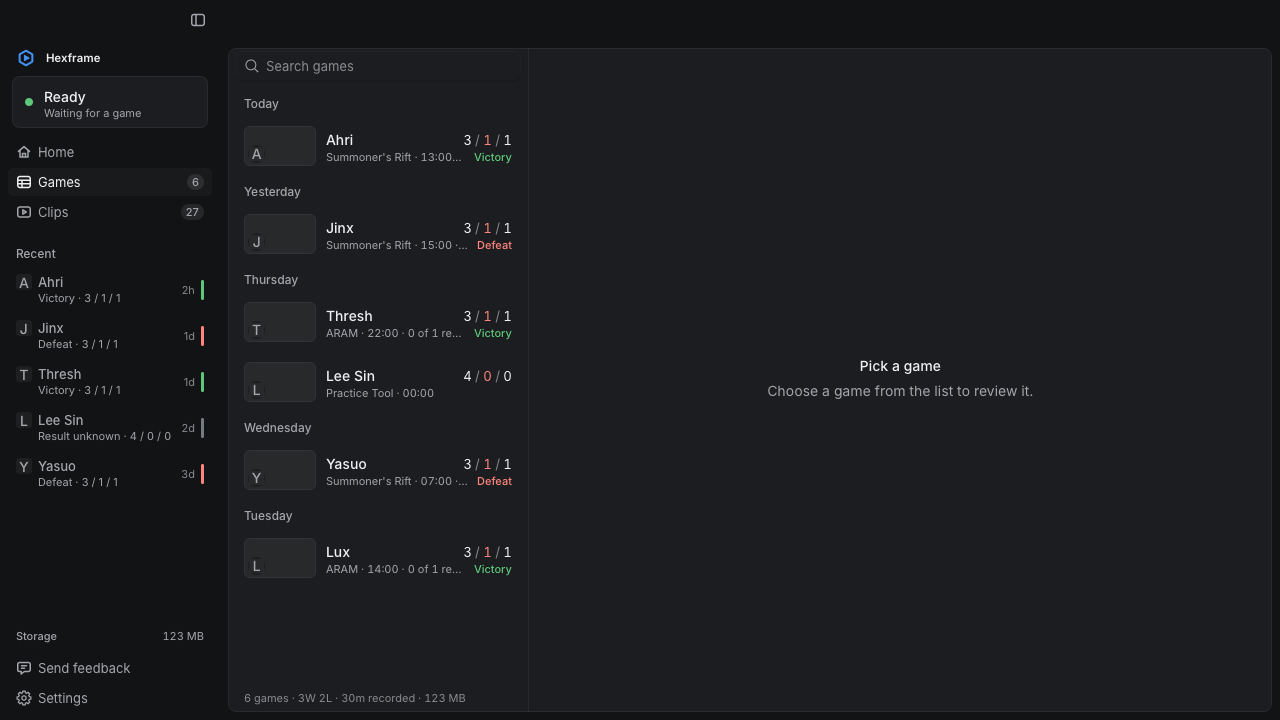 Hexframe
Ready
Waiting for a game
Home
Games 6
Clips 27
Recent
A Ahri
Victory · 3 / 1 / 1 2h
J Jinx
Defeat · 3 / 1 / 1 1d
T Thresh
Victory · 3 / 1 / 1 1d
L Lee Sin
Result unknown · 4 / 0 / 0 2d
Y Yasuo
Defeat · 3 / 1 / 1 3d
Storage 123 MB
Send feedback
Settings
Search games
Today
A Ahri 3 / 1 / 1
Summoner's Rift · 13:00... Victory
Yesterday
J Jinx 3 / 1 / 1
Summoner's Rift · 15:00 ·... Defeat
Thursday
T Thresh 3 / 1 / 1
ARAM · 22:00 · 0 of 1 re... Victory
L Lee Sin 4 / 0 / 0
Practice Tool · 00:00
Wednesday
Y Yasuo 3 / 1 / 1
Summoner's Rift · 07:00 ·... Defeat
Tuesday
L Lux 3 / 1 / 1
ARAM · 14:00 · 0 of 1 re... Victory
6 games · 3W 2L · 30m recorded · 123 MB
Pick a game
Choose a game from the list to review it.